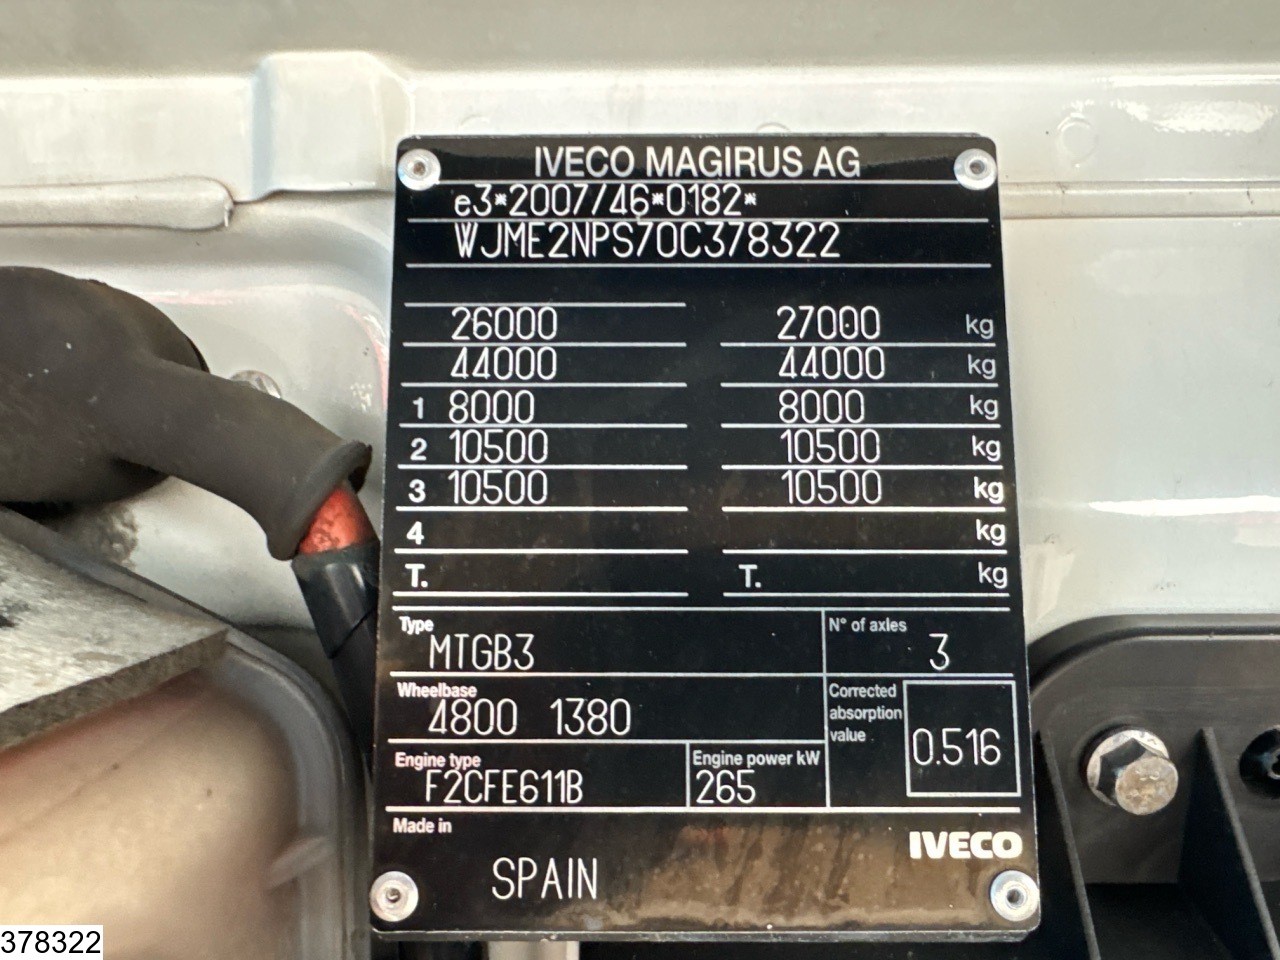 IVECO MAGIRUS AG
e3*2007/46*0182*
WJME2NPS70C378322
26000 27000 kg
44000 44000 kg
1 8000 8000 kg
2 10500 10500 kg
3 10500 10500 kg
4 kg
T. T. kg
Type N° of axles
MTGB3 3
Wheelbase Corrected absorption value
4800 1380 0.516
Engine type Engine power kW
F2CFE611B 265
Made in IVECO
SPAIN
378322